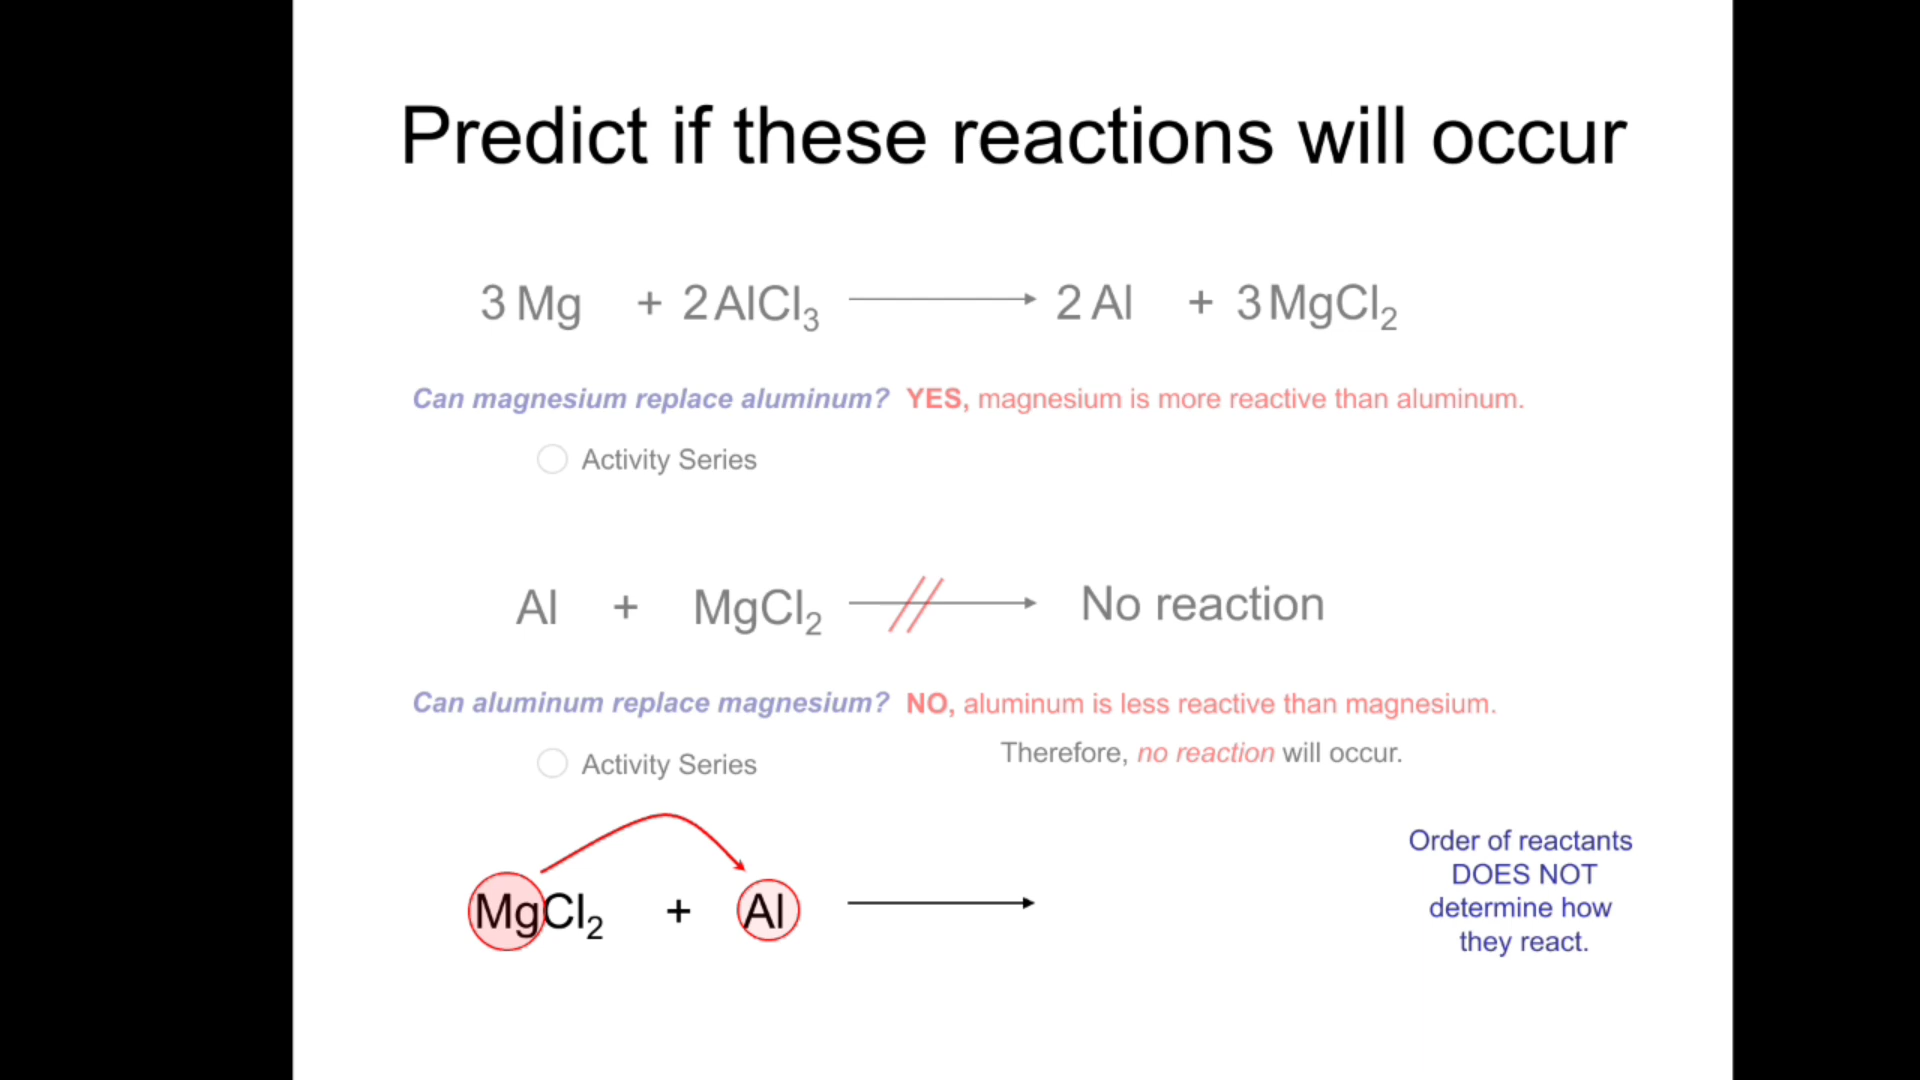 Predict if these reactions will occur
3 Mg + 2 AlCl₃ → 2 Al + 3 MgCl₂
Can magnesium replace aluminum? YES, magnesium is more reactive than aluminum.
Activity Series
Al + MgCl₂ → No reaction
Can aluminum replace magnesium? NO, aluminum is less reactive than magnesium.
Therefore, no reaction will occur.
Activity Series
MgCl₂ + Al →
Order of reactants
DOES NOT
determine how
they react.